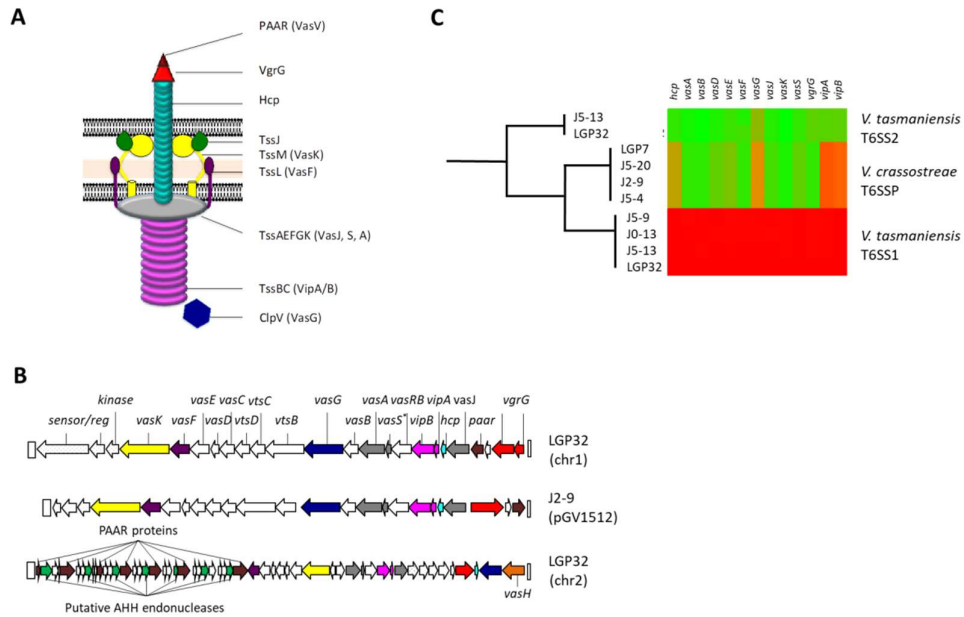 A
PAAR (VasV)
VgrG
Hcp
TssJ
TssM (VasK)
TssL (VasF)
TssAEFGK (VasJ, S, A)
TssBC (VipA/B)
ClpV (VasG)
C
hcp
vasA
vasB
vasD
vasE
vasF
vasG
vasJ
vasK
vasS
vgrG
vipA
vipB
J5-13
LGP32
LGP7
J5-20
J2-9
J5-4
J5-9
J0-13
J5-13
LGP32
V. tasmaniensis
T6SS2
V. crassostreae
T6SSP
V. tasmaniensis
T6SS1
B
kinase vasE vasC vtsC vasG vasA vasRB vipA vasJ vgrG
sensor/reg vasK vasF vasD vtsD vtsB vasB vasS* vipB hcp paar
LGP32
(chr1)
J2-9
(pGV1512)
PAAR proteins
LGP32
(chr2)
Putative AHH endonucleases
vasH